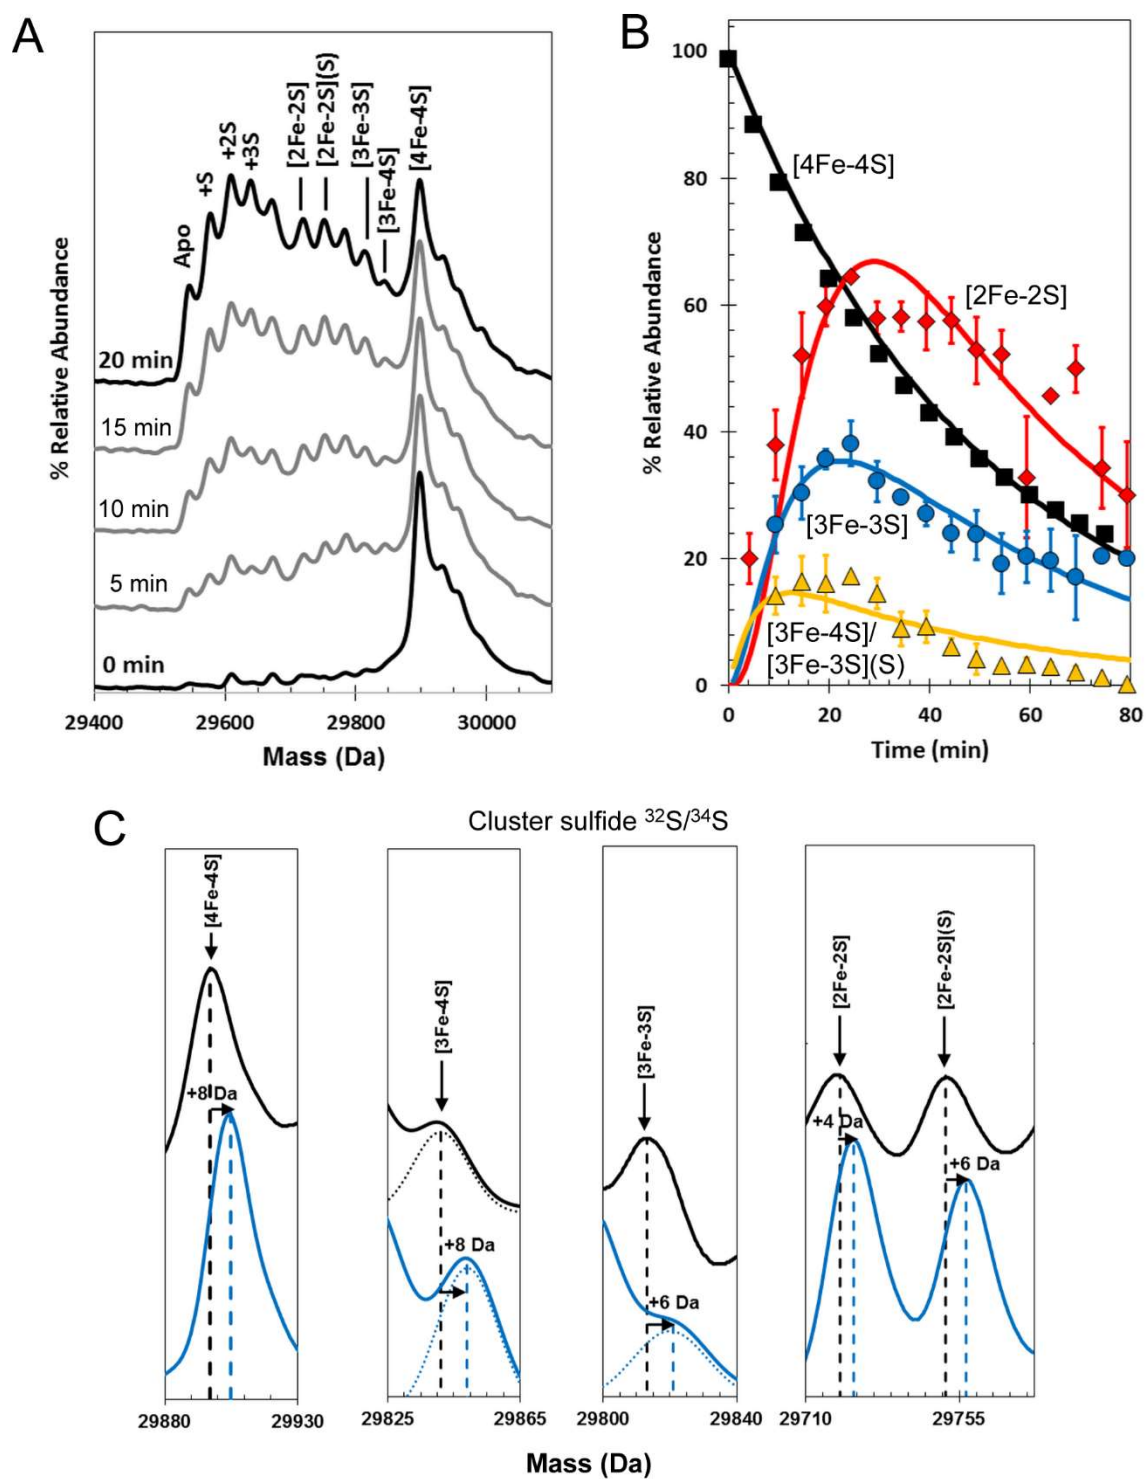 A
% Relative Abundance
Apo
+S
+2S
+3S
[2Fe-2S]
[2Fe-2S](S)
[3Fe-3S]
[3Fe-4S]
[4Fe-4S]
20 min
15 min
10 min
5 min
0 min
29400 29600 29800 30000
Mass (Da)
B
% Relative Abundance
100
80
60
40
20
0
[4Fe-4S]
[2Fe-2S]
[3Fe-3S]
[3Fe-4S]/
[3Fe-3S](S)
0 20 40 60 80
Time (min)
C
Cluster sulfide ³²S/³⁴S
[4Fe-4S]
+8 Da
29880 29930
[3Fe-4S]
+8 Da
29825 29865
[3Fe-3S]
+6 Da
29800 29840
[2Fe-2S]
+4 Da
[2Fe-2S](S)
+6 Da
29710 29755
Mass (Da)